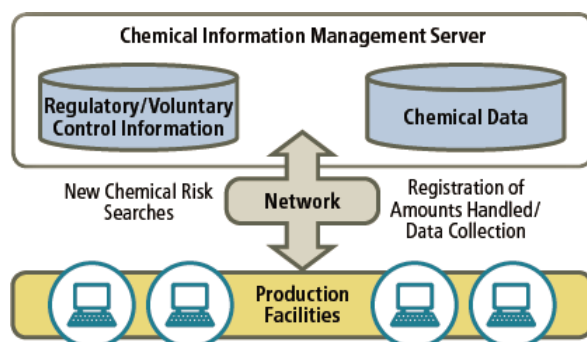 Chemical Information Management Server
Regulatory/Voluntary
Control Information
Chemical Data
New Chemical Risk
Searches
Network
Registration of
Amounts Handled/
Data Collection
Production
Facilities